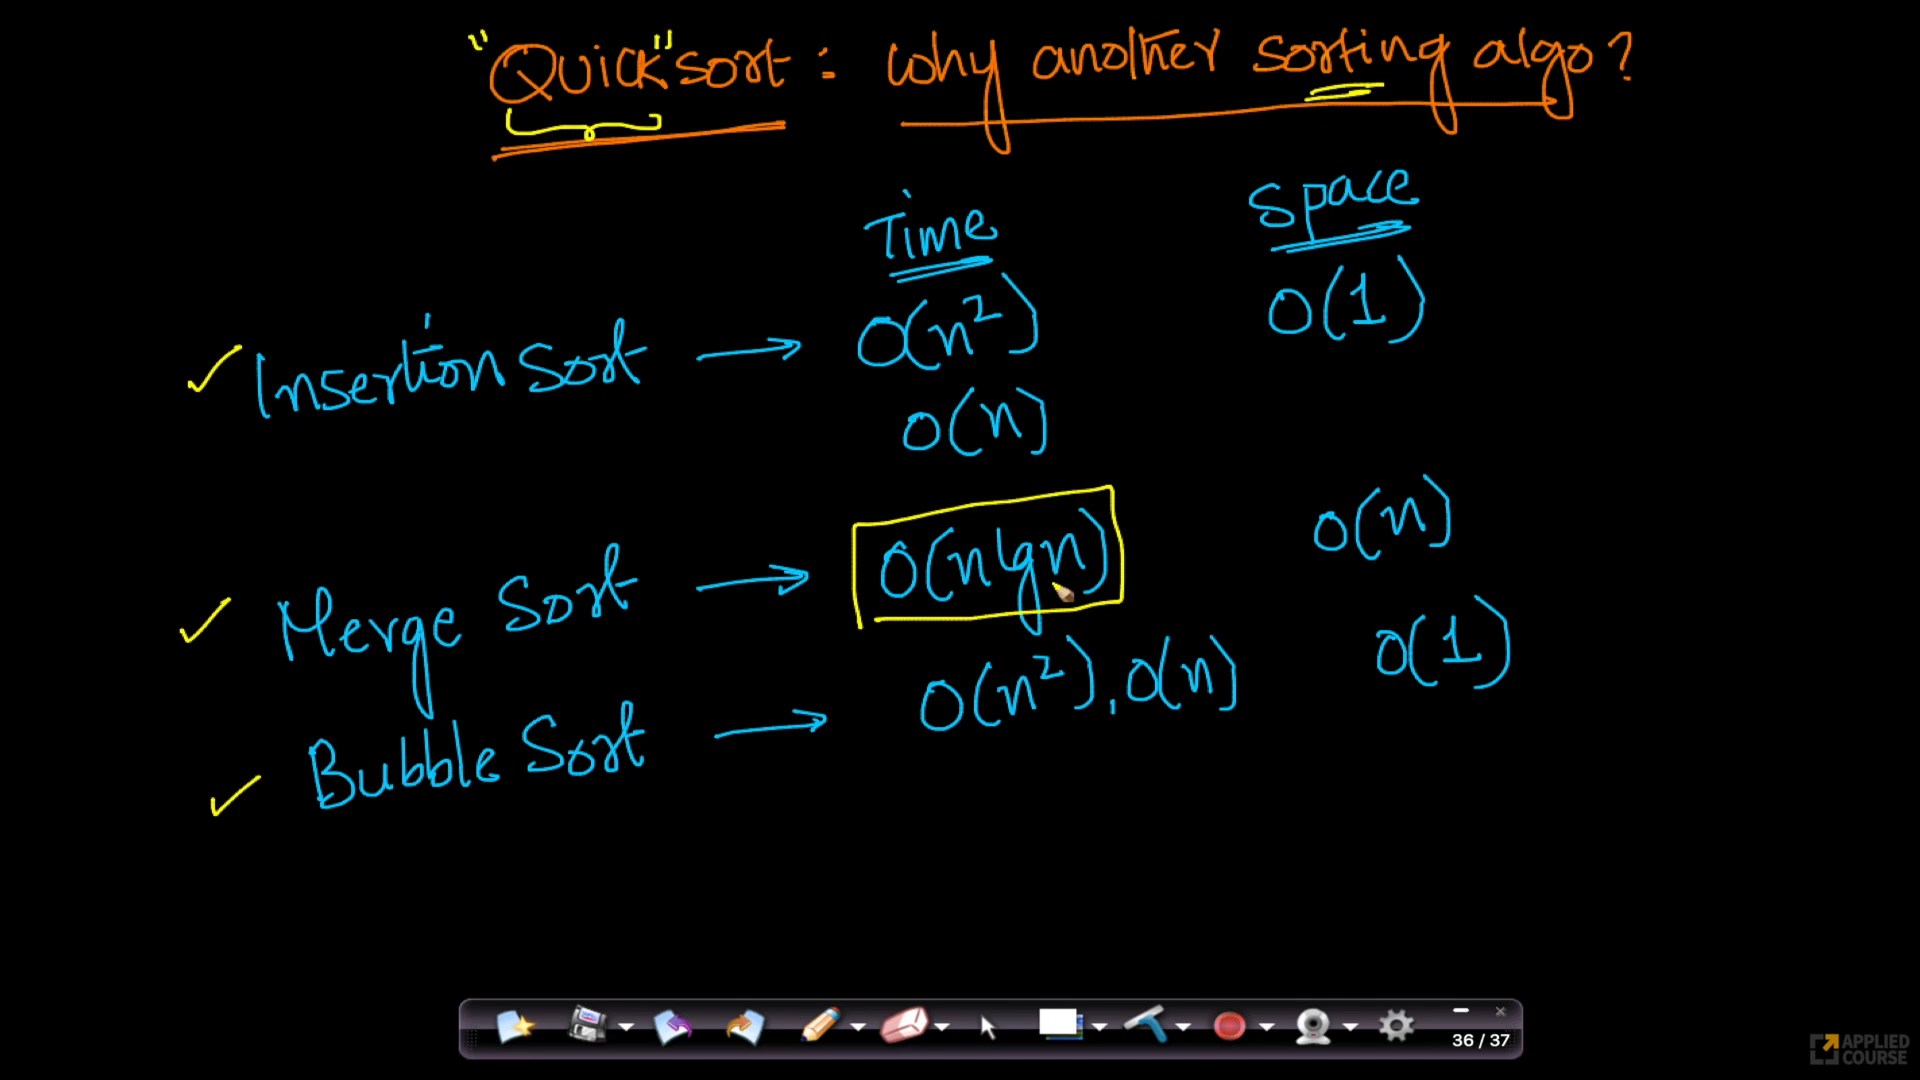 "Quick" sort : why another sorting algo?
Time Space
Insertion Sort → O(n²) O(1)
O(n)
Merge Sort → O(n lg n) O(n)
Bubble Sort → O(n²), O(n) O(1)
36 / 37
APPLIED
COURSE